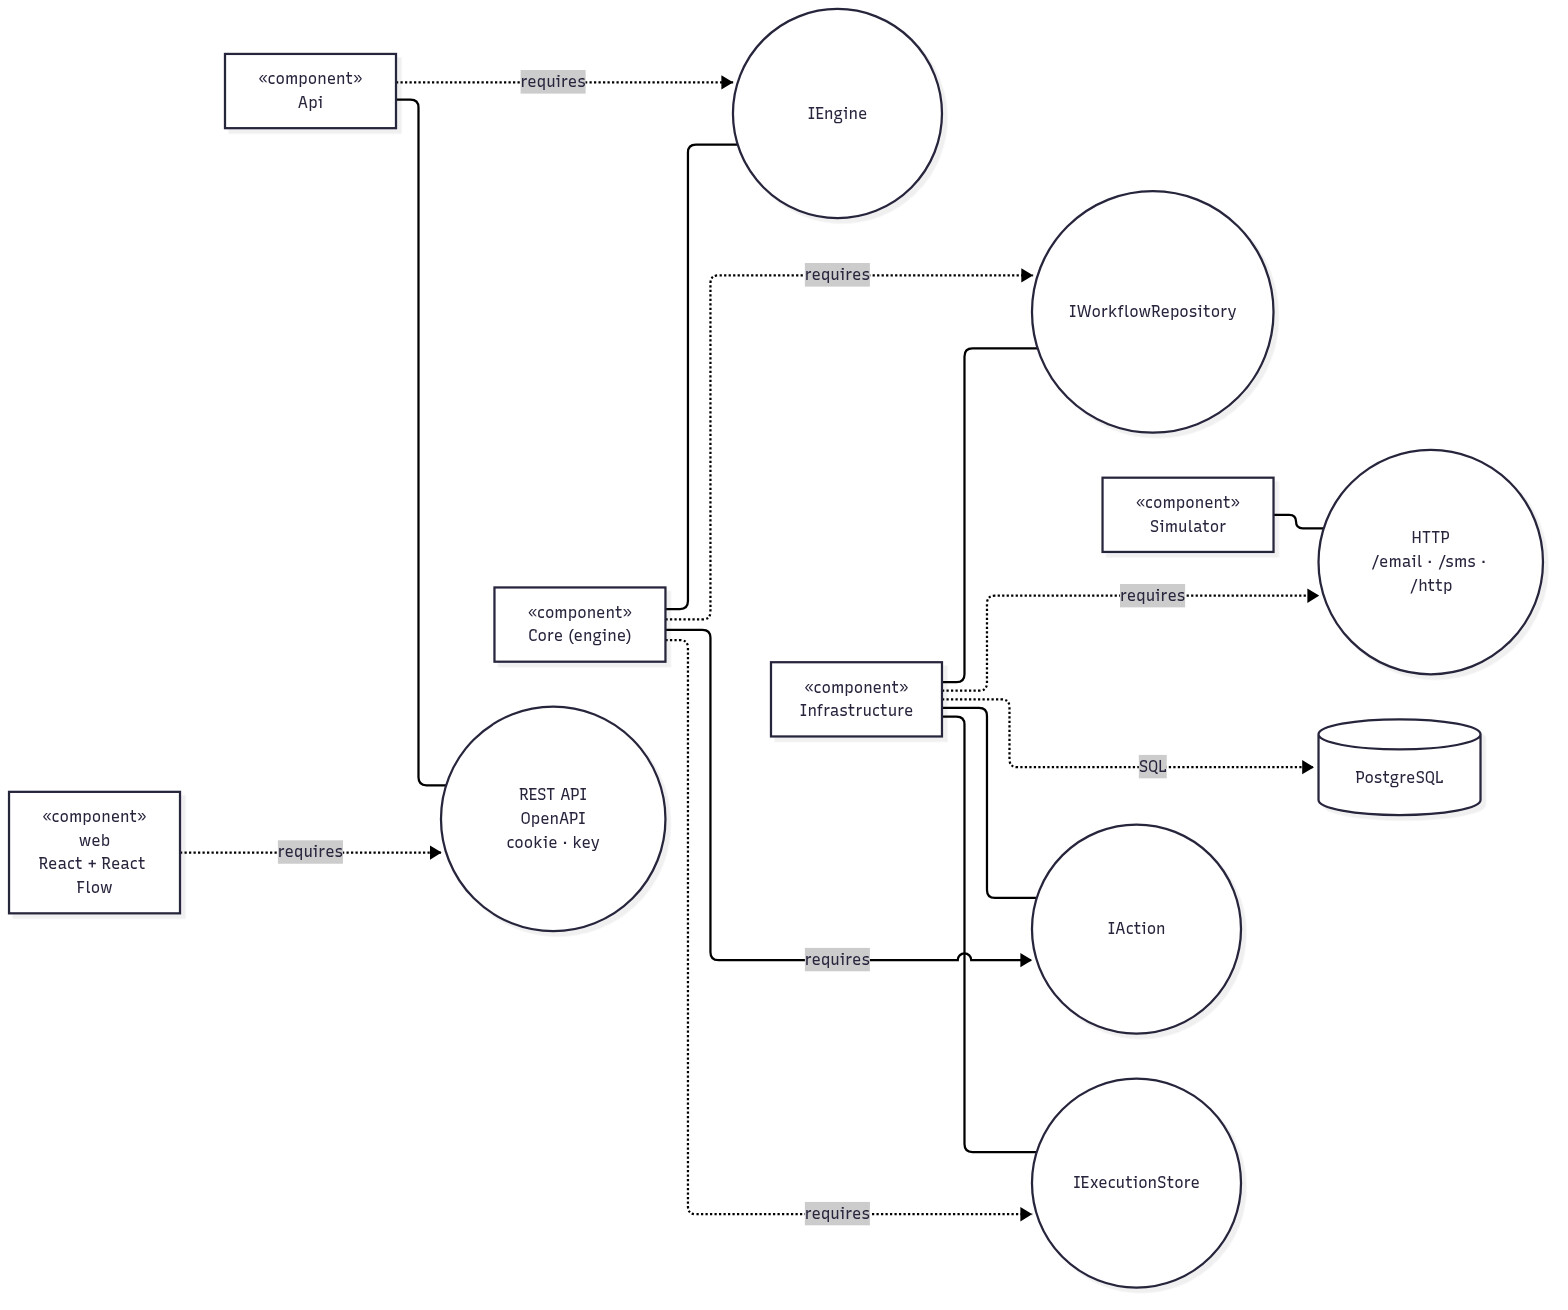 «component»
Api
requires
IEngine
requires
IWorkflowRepository
«component»
Simulator
HTTP
/email · /sms ·
/http
requires
«component»
Core (engine)
«component»
Infrastructure
SQL
PostgreSQL
REST API
OpenAPI
cookie · key
«component»
web
React + React
Flow
requires
IAction
requires
IExecutionStore
requires